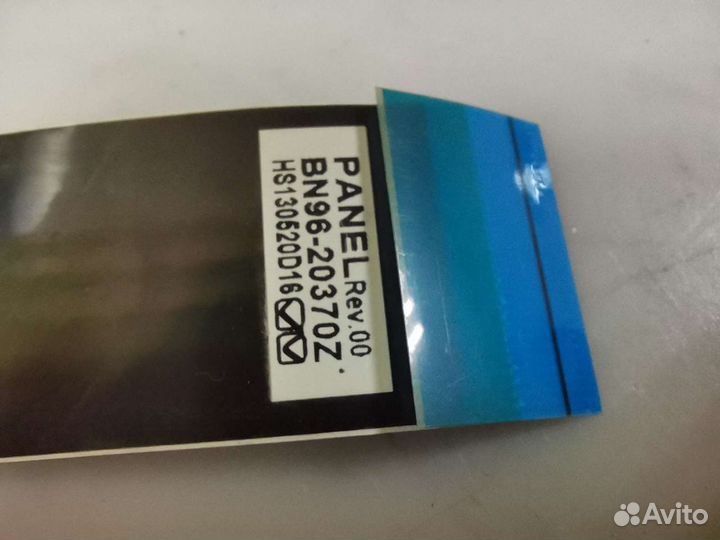 PANEL Rev.00
BN96-20370Z
HS130620D16
Avito